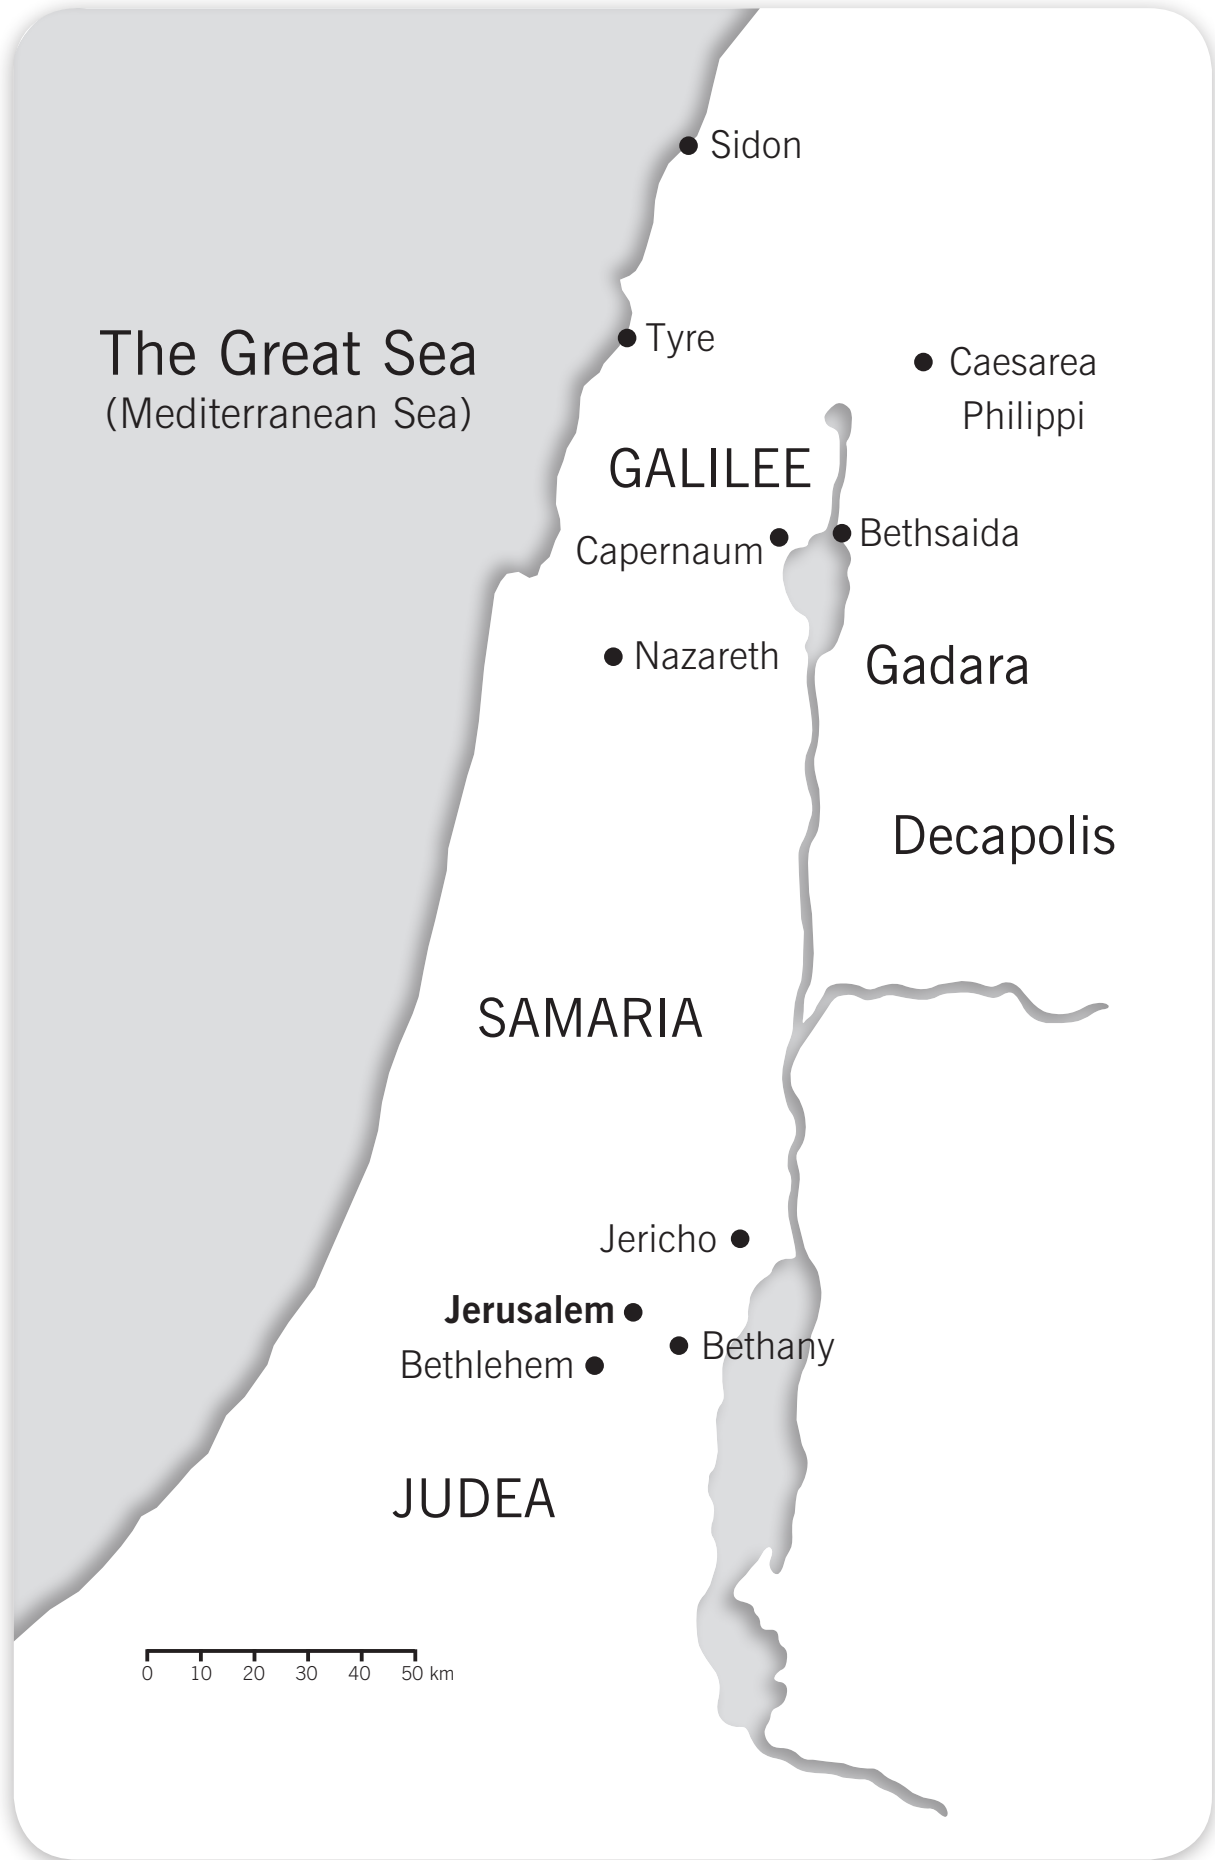 Sidon
The Great Sea
(Mediterranean Sea)
Tyre
Caesarea
Philippi
GALILEE
Capernaum
Bethsaida
Nazareth
Gadara
Decapolis
SAMARIA
Jericho
Jerusalem
Bethany
Bethlehem
JUDEA
0 10 20 30 40 50 km